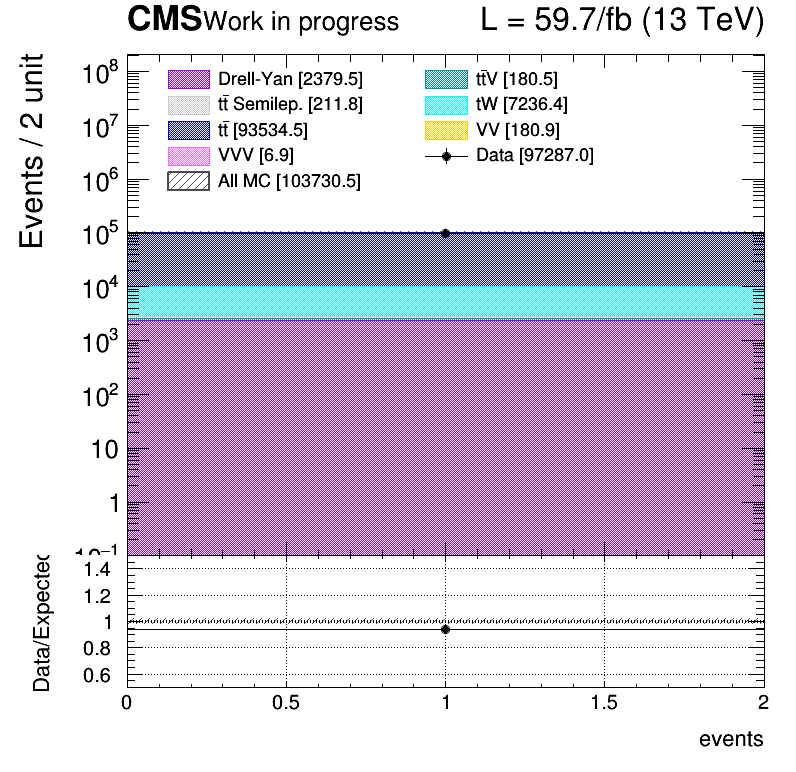 CMS Work in progress L = 59.7/fb (13 TeV)
Events / 2 unit
10⁸
10⁷
10⁶
10⁵
10⁴
10³
10²
10
1
10⁻¹
Drell-Yan [2379.5]
tt̄ Semilep. [211.8]
tt̄ [93534.5]
VVV [6.9]
All MC [103730.5]
tt̄V [180.5]
tW [7236.4]
VV [180.9]
Data [97287.0]
Data/Expected
1.4
1.2
1
0.8
0.6
0 0.5 1 1.5 2
events